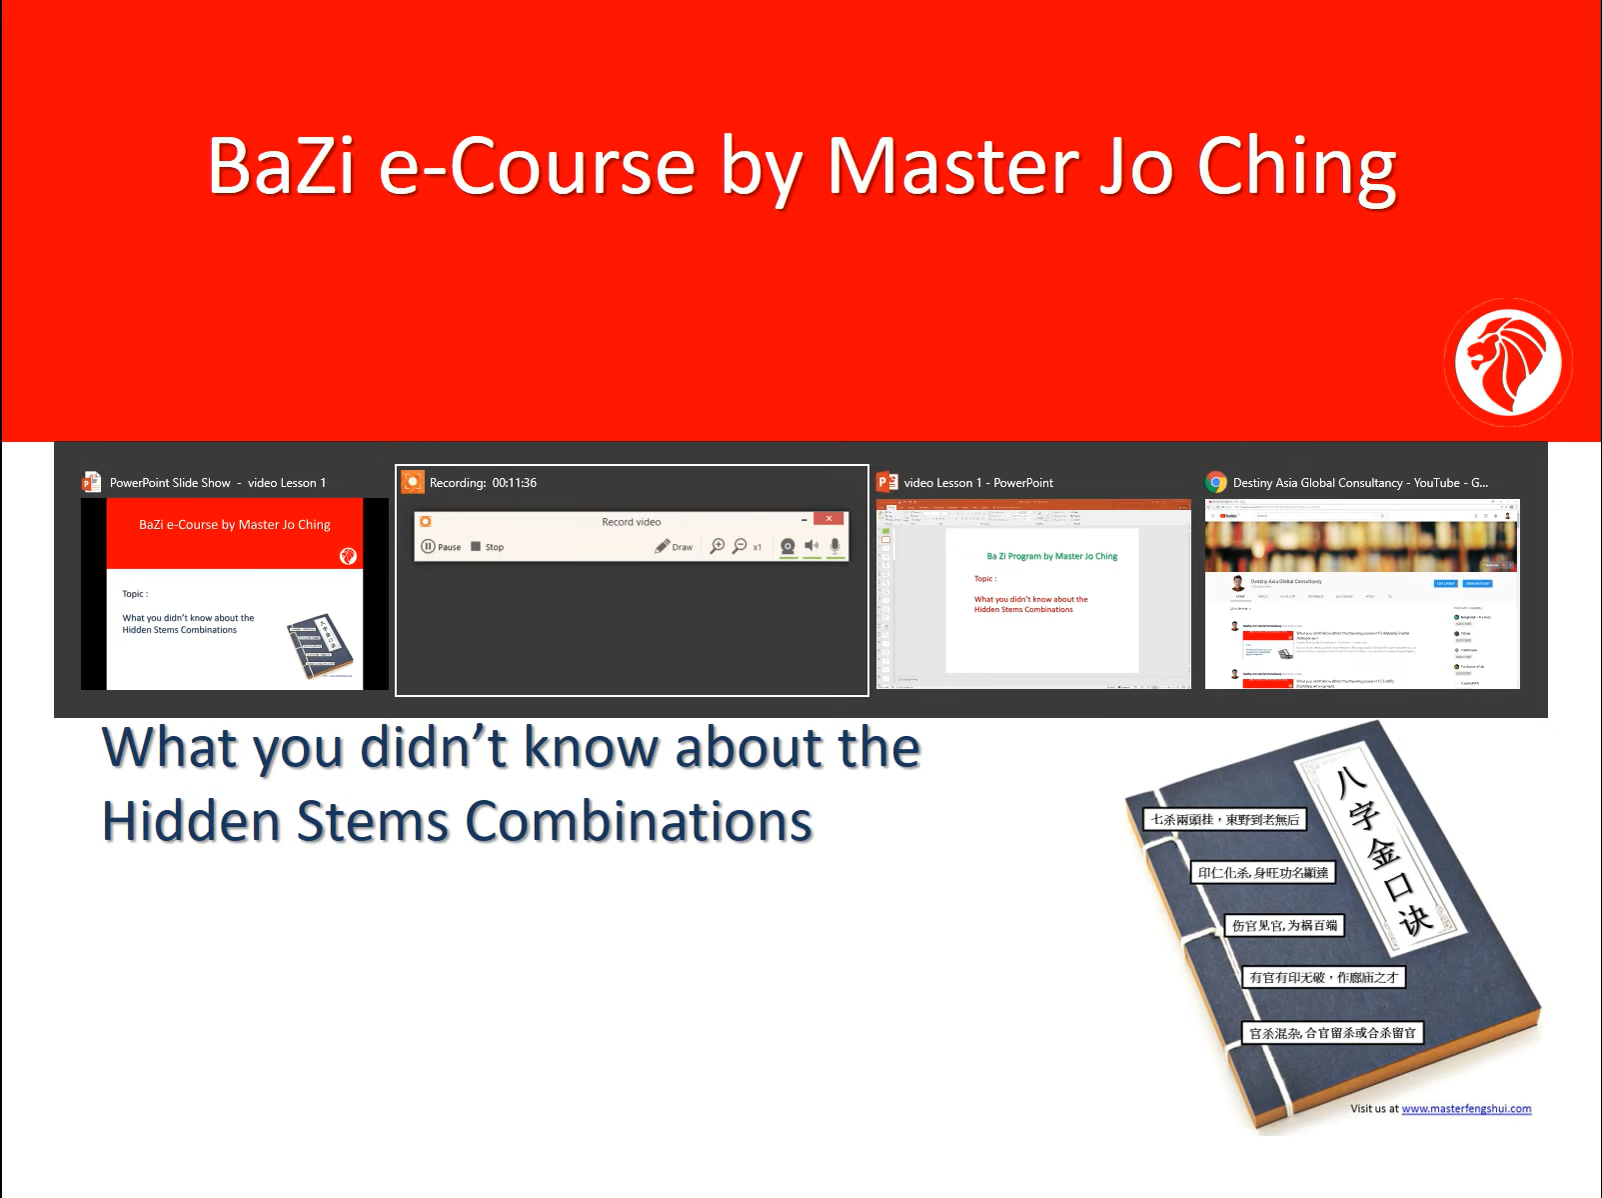 BaZi e-Course by Master Jo Ching
PowerPoint Slide Show - video Lesson 1
BaZi e-Course by Master Jo Ching
Topic :
What you didn't know about the
Hidden Stems Combinations
Recording: 00:11:36
Record video
Pause
Stop
Draw
x1
video Lesson 1 - PowerPoint
Ba Zi Program by Master Jo Ching
Topic :
What you didn't know about the
Hidden Stems Combinations
Destiny Asia Global Consultancy - YouTube - G...
Destiny Asia Global Consultancy
What you didn't know about the
Hidden Stems Combinations
八字金口诀
七杀兩頭挂，東野到老無后
印仁化杀,身旺功名顯達
伤官见官,为祸百端
有官有印无破，作廊庙之才
官杀混杂,合官留杀或合杀留官
Visit us at www.masterfengshui.com